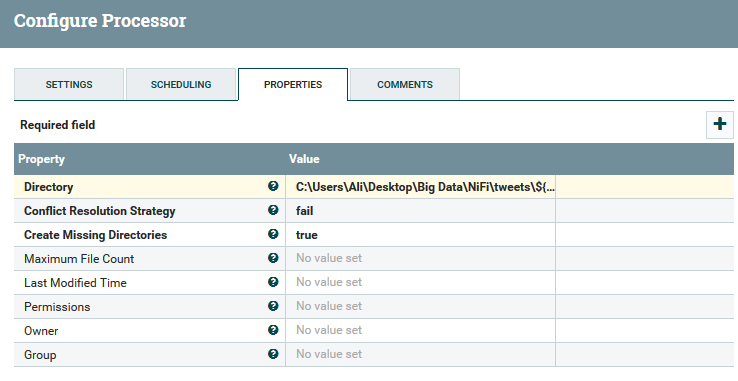 Configure Processor
SETTINGS SCHEDULING PROPERTIES COMMENTS
Required field
Property Value
Directory C:\Users\Ali\Desktop\Big Data\NiFi\tweets\$(...
Conflict Resolution Strategy fail
Create Missing Directories true
Maximum File Count No value set
Last Modified Time No value set
Permissions No value set
Owner No value set
Group No value set